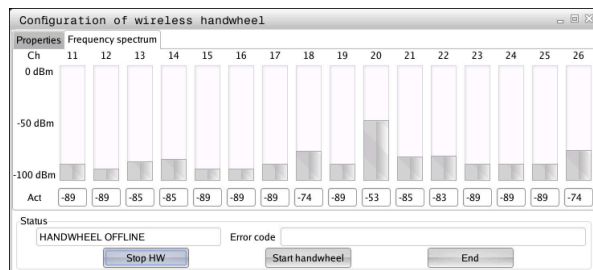 Configuration of wireless handwheel
Properties Frequency spectrum
Ch 11 12 13 14 15 16 17 18 19 20 21 22 23 24 25 26
0 dBm
-50 dBm
-100 dBm
Act -89 -89 -85 -85 -89 -89 -89 -74 -89 -53 -85 -83 -89 -89 -89 -74
Status
HANDWHEEL OFFLINE Error code
Stop HW Start handwheel End